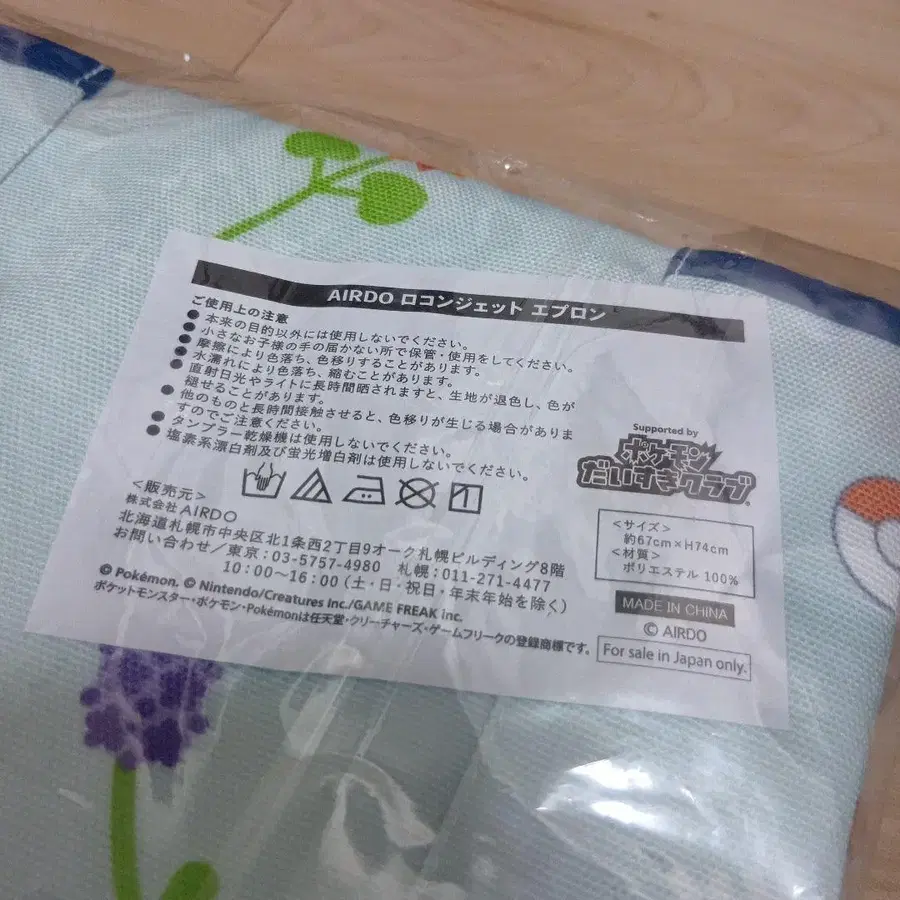 AIRDO ロコンジェット エプロン
ご使用上の注意
●本来の目的以外には使用しないでください。
●小さなお子様の手の届かない所で保管・使用をしてください。
●摩擦により色落ち、色移りすることがあります。
●水濡れにより色落ち、縮むことがあります。
●直射日光やライトに長時間晒されますと、生地が退色し、色が
褪せることがあります。
●他のものと長時間接触させると、色移りが生じる場合がありま
すのでご注意ください。
●タンブラー乾燥機は使用しないでください。
●塩素系漂白剤及び蛍光増白剤は使用しないでください。
<販売元>
株式会社 AIRDO
北海道札幌市中央区北1条西2丁目9オーク札幌ビルディング8階
お問い合わせ/東京:03-5757-4980 札幌:011-271-4477
10:00~16:00(土・日・祝日・年末年始を除く)
© Pokémon. © Nintendo/Creatures Inc./GAME FREAK inc.
ポケットモンスター・ポケモン・Pokémonは任天堂・クリーチャーズ・ゲームフリークの登録商標です。
Supported by
ポケモン
だいすきクラブ
<サイズ>
約67cm×H74cm
<材質>
ポリエステル 100%
MADE IN CHINA
© AIRDO
For sale in Japan only.